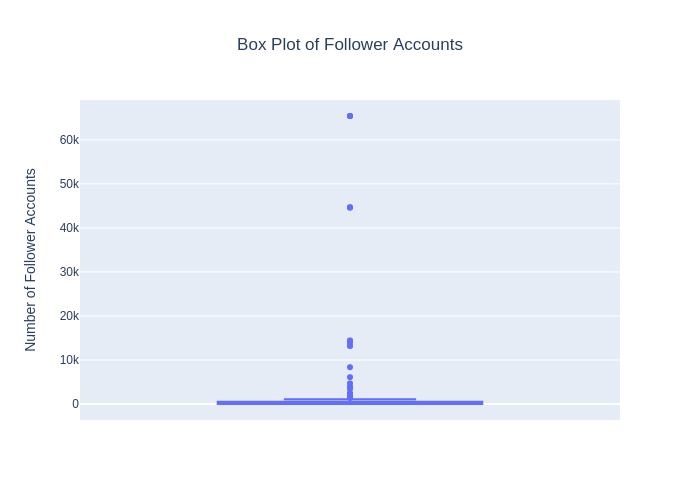 Box Plot of Follower Accounts
60k
50k
40k
30k
20k
10k
0
Number of Follower Accounts